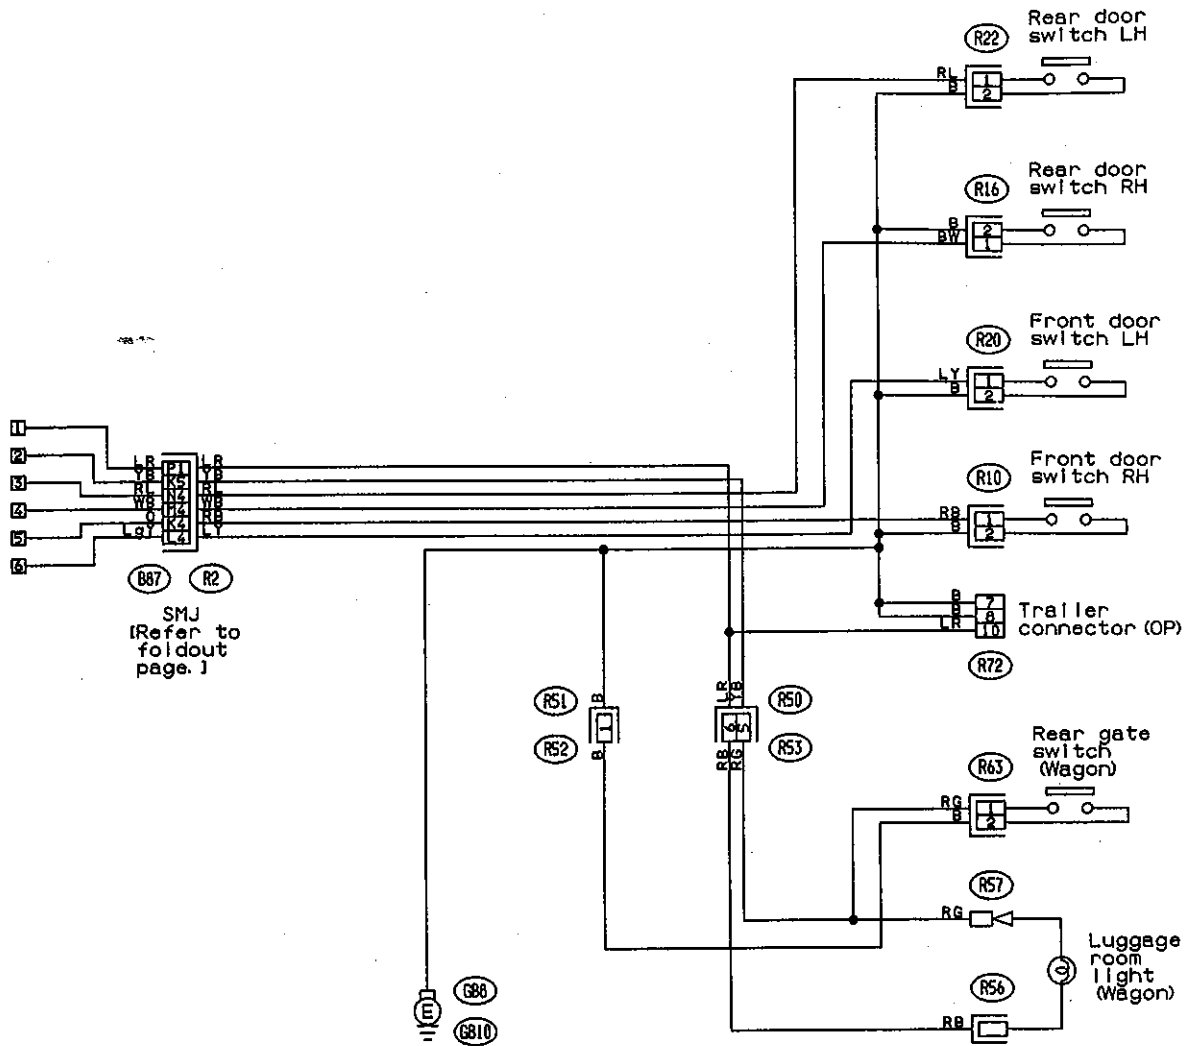 Rear door
switch LH
R22
RL
B
1
2
Rear door
switch RH
R16
B
BW
2
1
Front door
switch LH
R20
LY
B
1
2
Front door
switch RH
R10
RB
B
1
2
1
2
3
4
5
6
LR P1 LR
YB K5 YB
RL N4 RL
WB M4 WB
O K4 RB
LgY L4 LY
B87 R2
SMJ
[Refer to
foldout
page.]
B 7
B 8
LR 10
Trailer
connector (OP)
R72
R51
B
1
R52
B
LR YB
R50
6 5
R53
RB RG
Rear gate
switch
(Wagon)
R63
RG
B
1
2
R57
RG
Luggage
room
light
(Wagon)
R56
RB
E
GB8
GB10